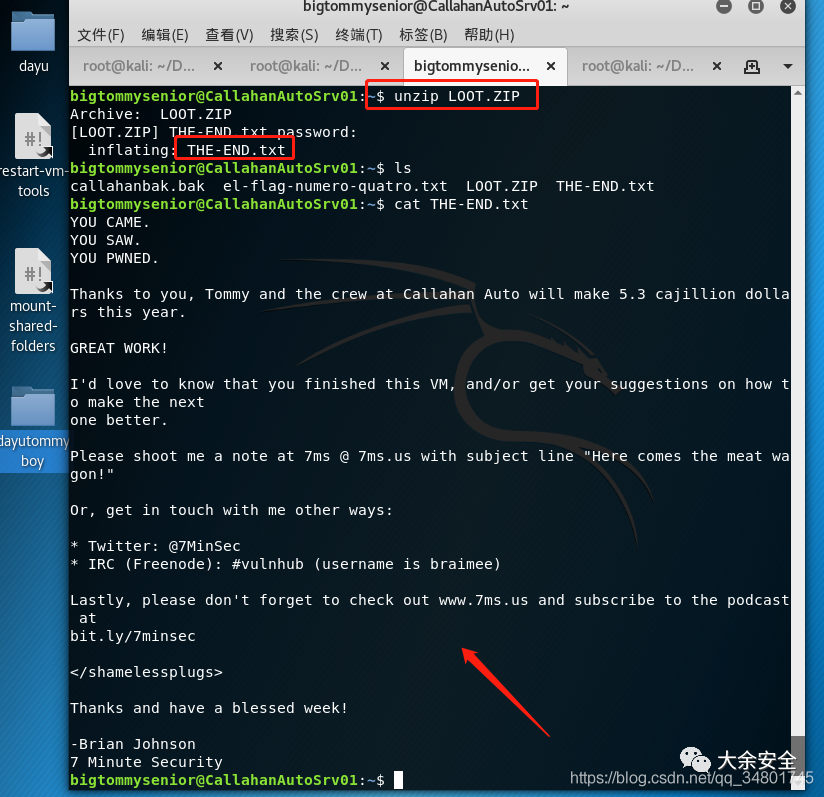 bigtommysenior@CallahanAutoSrv01: ~
文件(F) 编辑(E) 查看(V) 搜索(S) 终端(T) 标签(B) 帮助(H)
root@kali: ~/D... × root@kali: ~/D... × bigtommysenio... × root@kali: ~/D... ×
dayu
restart-vm-
tools
mount-
shared-
folders
dayutommy
boy
bigtommysenior@CallahanAutoSrv01:~$ unzip LOOT.ZIP
Archive:  LOOT.ZIP
[LOOT.ZIP] THE-END.txt password:
  inflating: THE-END.txt
bigtommysenior@CallahanAutoSrv01:~$ ls
callahanbak.bak  el-flag-numero-quatro.txt  LOOT.ZIP  THE-END.txt
bigtommysenior@CallahanAutoSrv01:~$ cat THE-END.txt
YOU CAME.
YOU SAW.
YOU PWNED.
Thanks to you, Tommy and the crew at Callahan Auto will make 5.3 cajillion dolla
rs this year.
GREAT WORK!
I'd love to know that you finished this VM, and/or get your suggestions on how t
o make the next
one better.
Please shoot me a note at 7ms @ 7ms.us with subject line "Here comes the meat wa
gon!"
Or, get in touch with me other ways:
* Twitter: @7MinSec
* IRC (Freenode): #vulnhub (username is braimee)
Lastly, please don't forget to check out www.7ms.us and subscribe to the podcast
 at
bit.ly/7minsec
</shamelessplugs>
Thanks and have a blessed week!
-Brian Johnson
7 Minute Security
bigtommysenior@CallahanAutoSrv01:~$
大余安全
https://blog.csdn.net/qq_34801745